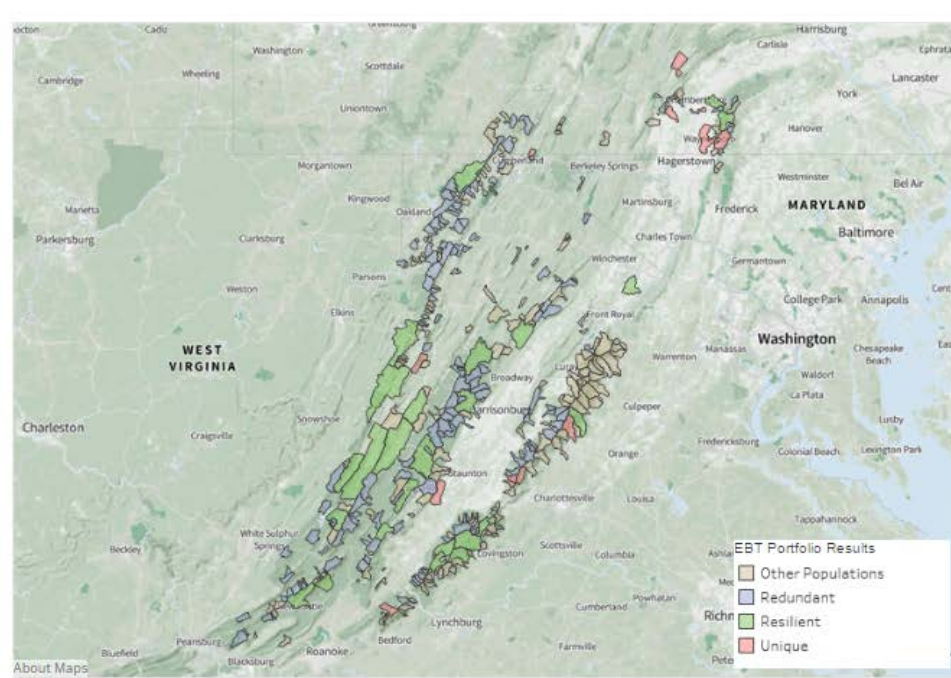 Cadiz
Harrisburg
Carlisle
Washington
Ephrata
Scottdale
Wheeling
Lancaster
Cambridge
York
Uniontown
Hanover
Berkeley Springs
Hagerstown
Morgantown
Westminster
Bel Air
Kingwood
Martinsburg
MARYLAND
Marietta
Oakland
Frederick
Baltimore
Parkersburg
Clarksburg
Charles Town
Winchester
Germantown
Parsons
Weston
College Park
Annapolis
Elkins
Front Royal
Washington
WEST
VIRGINIA
Manassas
Chesapeake
Bay
Warrenton
Luray
Broadway
Waldorf
La Plata
Culpeper
Lusby
Snowshoe
Charleston
Craigsville
Fredericksburg
Colonial Beach
Lexington Park
Orange
Staunton
Charlottesville
Louisa
Tappahannock
White Sulphur
Springs
Beckley
Scottsville
Columbia
Covington
EBT Portfolio Results
Other Populations
Redundant
Resilient
Unique
Powhatan
Cumberland
Lynchburg
Bedford
Farmville
Pearisburg
Roanoke
Bluefield
Blacksburg
About Maps